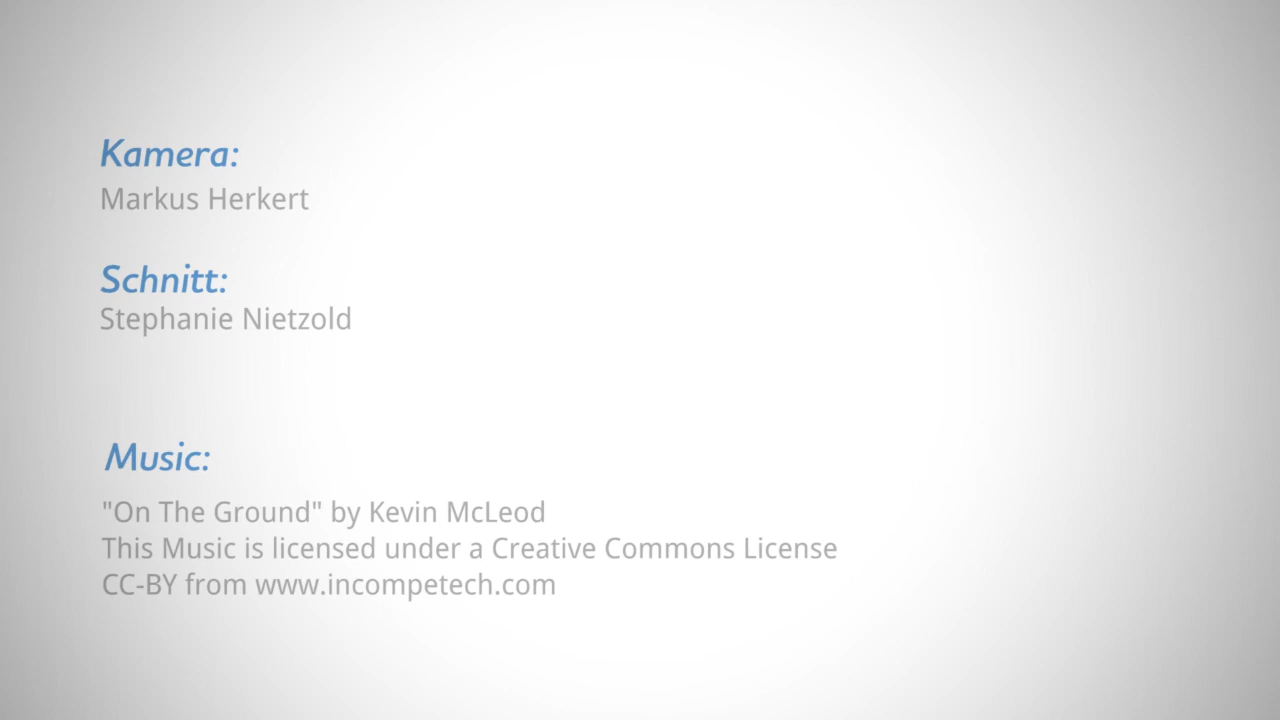 Kamera:
Markus Herkert
Schnitt:
Stephanie Nietzold
Music:
"On The Ground" by Kevin McLeod
This Music is licensed under a Creative Commons License
CC-BY from www.incompetech.com